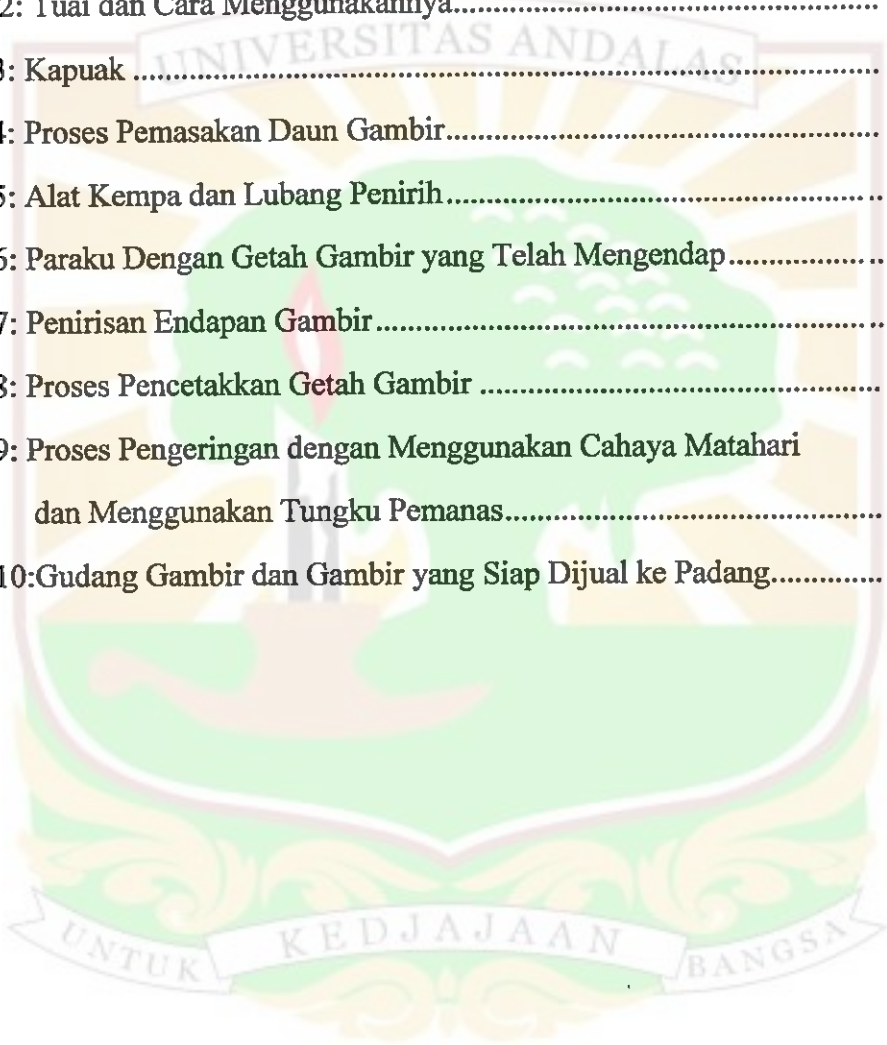 2: Tuai dan Cara Menggunakannya..........................................................
3: Kapuak ..........................................................................................
4: Proses Pemasakan Daun Gambir..........................................................
5: Alat Kempa dan Lubang Penirih..........................................................
6: Paraku Dengan Getah Gambir yang Telah Mengendap....................
7: Penirisan Endapan Gambir....................................................................
8: Proses Pencetakkan Getah Gambir ......................................................
9: Proses Pengeringan dengan Menggunakan Cahaya Matahari
dan Menggunakan Tungku Pemanas..................................................
10:Gudang Gambir dan Gambir yang Siap Dijual ke Padang..............
UNIVERSITAS ANDALAS
UNTUK KEDJAJAAN BANGSA